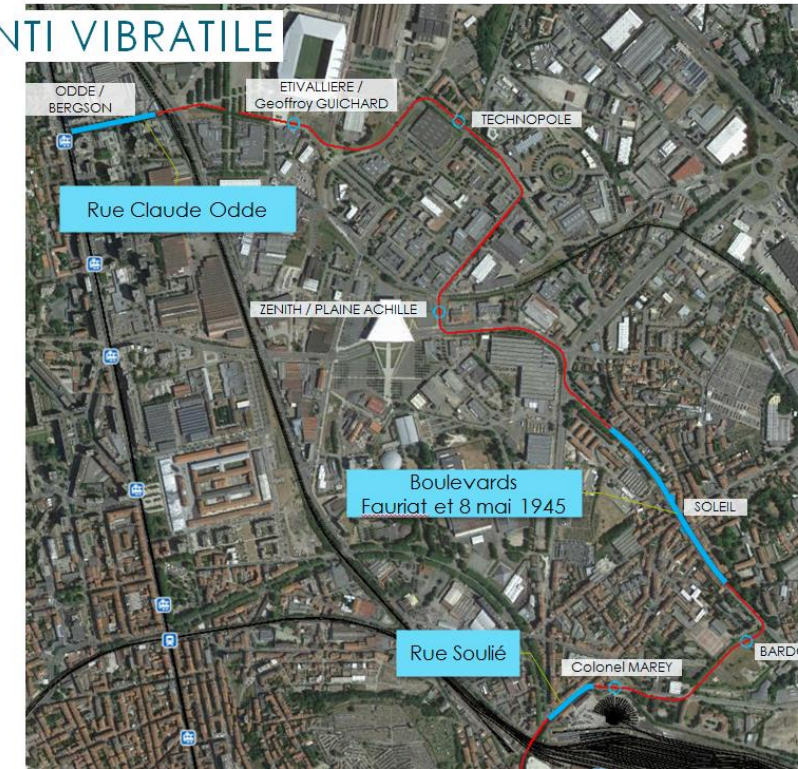 NTI VIBRATILE
ODDE /
BERGSON
ETIVALLIERE /
Geoffroy GUICHARD
TECHNOPOLE
Rue Claude Odde
ZENITH / PLAINE ACHILLE
Boulevards
Fauriat et 8 mai 1945
SOLEIL
Rue Soulié
Colonel MAREY
BARDO